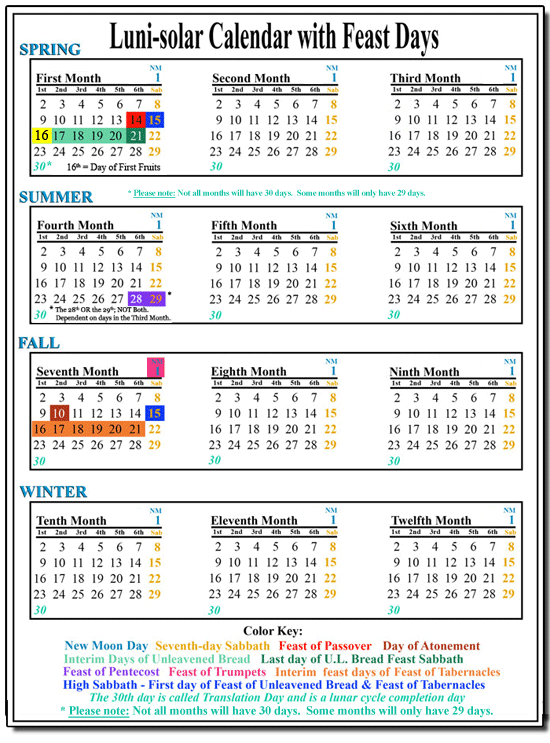 Luni-solar Calendar with Feast Days
SPRING
NM NM NM
First Month 1 Second Month 1 Third Month 1
1st 2nd 3rd 4th 5th 6th Sab 1st 2nd 3rd 4th 5th 6th Sab 1st 2nd 3rd 4th 5th 6th Sab
2 3 4 5 6 7 8 2 3 4 5 6 7 8 2 3 4 5 6 7 8
9 10 11 12 13 14 15 9 10 11 12 13 14 15 9 10 11 12 13 14 15
16 17 18 19 20 21 22 16 17 18 19 20 21 22 16 17 18 19 20 21 22
23 24 25 26 27 28 29 23 24 25 26 27 28 29 23 24 25 26 27 28 29
30* 16th = Day of First Fruits 30 30
SUMMER * Please note: Not all months will have 30 days. Some months will only have 29 days.
NM NM NM
Fourth Month 1 Fifth Month 1 Sixth Month 1
1st 2nd 3rd 4th 5th 6th Sab 1st 2nd 3rd 4th 5th 6th Sab 1st 2nd 3rd 4th 5th 6th Sab
2 3 4 5 6 7 8 2 3 4 5 6 7 8 2 3 4 5 6 7 8
9 10 11 12 13 14 15 9 10 11 12 13 14 15 9 10 11 12 13 14 15
16 17 18 19 20 21 22 16 17 18 19 20 21 22 16 17 18 19 20 21 22
23 24 25 26 27 28 29 * 23 24 25 26 27 28 29 23 24 25 26 27 28 29
30 * The 28th OR the 29th; NOT Both. 30 30
Dependent on days in the Third Month.
FALL
NM NM NM
Seventh Month 1 Eighth Month 1 Ninth Month 1
1st 2nd 3rd 4th 5th 6th Sab 1st 2nd 3rd 4th 5th 6th Sab 1st 2nd 3rd 4th 5th 6th Sab
2 3 4 5 6 7 8 2 3 4 5 6 7 8 2 3 4 5 6 7 8
9 10 11 12 13 14 15 9 10 11 12 13 14 15 9 10 11 12 13 14 15
16 17 18 19 20 21 22 16 17 18 19 20 21 22 16 17 18 19 20 21 22
23 24 25 26 27 28 29 23 24 25 26 27 28 29 23 24 25 26 27 28 29
30 30 30
WINTER
NM NM NM
Tenth Month 1 Eleventh Month 1 Twelfth Month 1
1st 2nd 3rd 4th 5th 6th Sab 1st 2nd 3rd 4th 5th 6th Sab 1st 2nd 3rd 4th 5th 6th Sab
2 3 4 5 6 7 8 2 3 4 5 6 7 8 2 3 4 5 6 7 8
9 10 11 12 13 14 15 9 10 11 12 13 14 15 9 10 11 12 13 14 15
16 17 18 19 20 21 22 16 17 18 19 20 21 22 16 17 18 19 20 21 22
23 24 25 26 27 28 29 23 24 25 26 27 28 29 23 24 25 26 27 28 29
30 30 30
Color Key:
New Moon Day Seventh-day Sabbath Feast of Passover Day of Atonement
Interim Days of Unleavened Bread Last day of U.L. Bread Feast Sabbath
Feast of Pentecost Feast of Trumpets Interim feast days of Feast of Tabernacles
High Sabbath - First day of Feast of Unleavened Bread & Feast of Tabernacles
The 30th day is called Translation Day and is a lunar cycle completion day
* Please note: Not all months will have 30 days. Some months will only have 29 days.